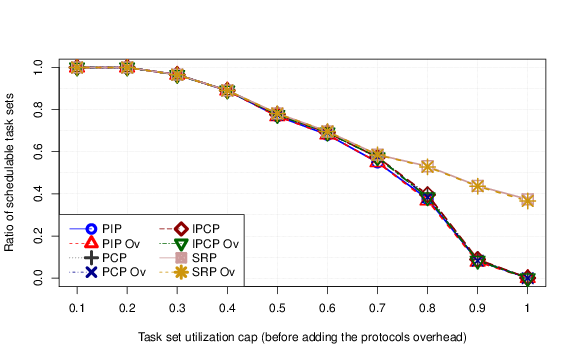 Ratio of schedulable task sets
1.0
0.8
0.6
0.4
0.2
0.0
PIP
PIP Ov
PCP
PCP Ov
IPCP
IPCP Ov
SRP
SRP Ov
0.1 0.2 0.3 0.4 0.5 0.6 0.7 0.8 0.9 1
Task set utilization cap (before adding the protocols overhead)